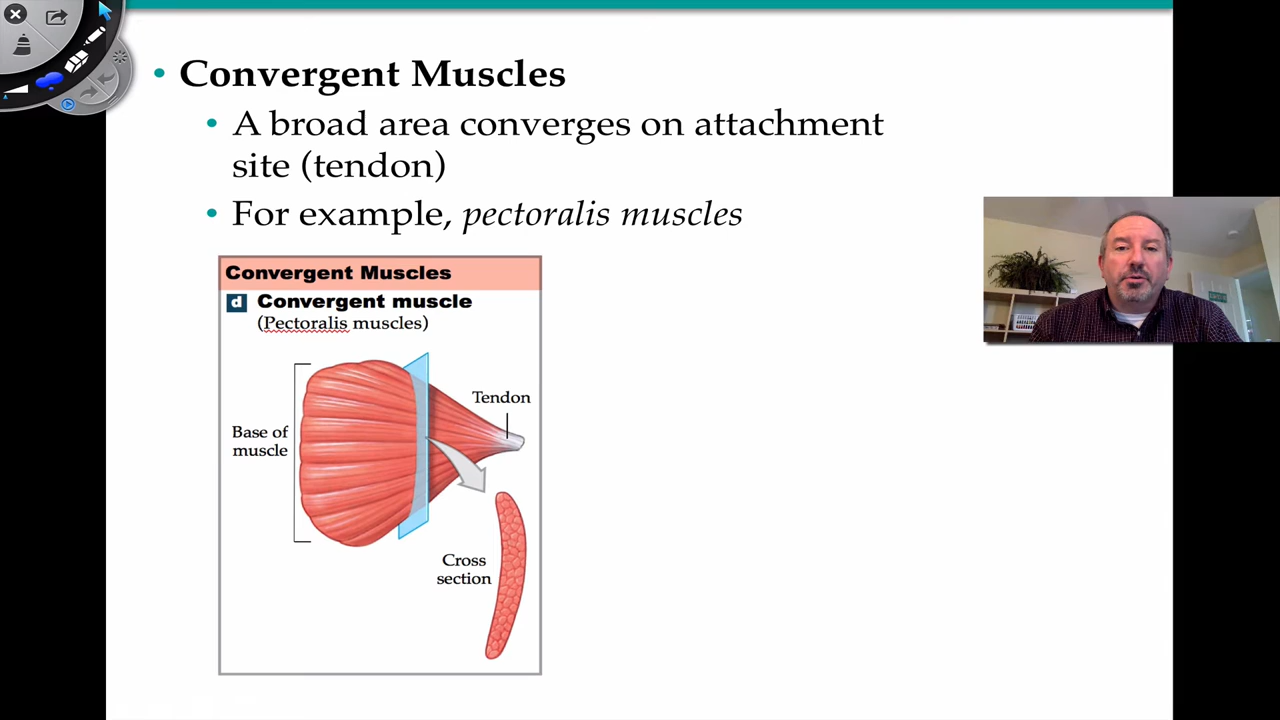 • Convergent Muscles
• A broad area converges on attachment
site (tendon)
• For example, pectoralis muscles
Convergent Muscles
d Convergent muscle
(Pectoralis muscles)
Tendon
Base of
muscle
Cross
section